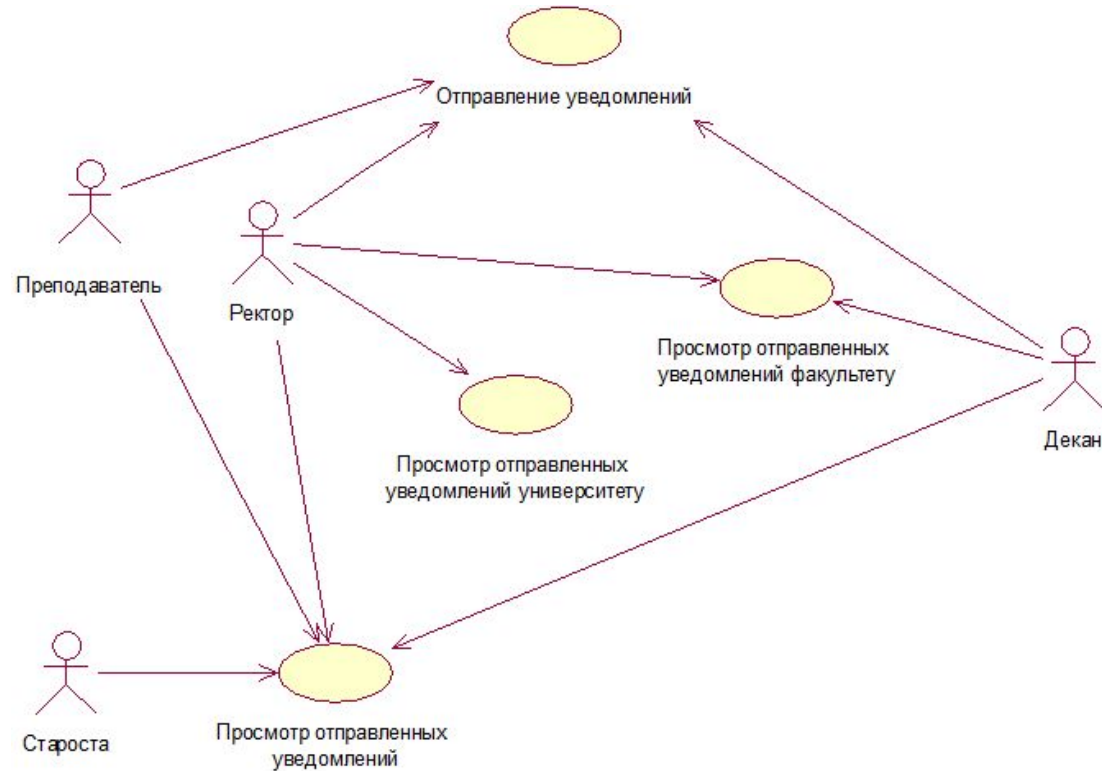 Отправление уведомлений
Преподаватель
Ректор
Просмотр отправленных
уведомлений факультету
Декан
Просмотр отправленных
уведомлений университету
Староста
Просмотр отправленных
уведомлений